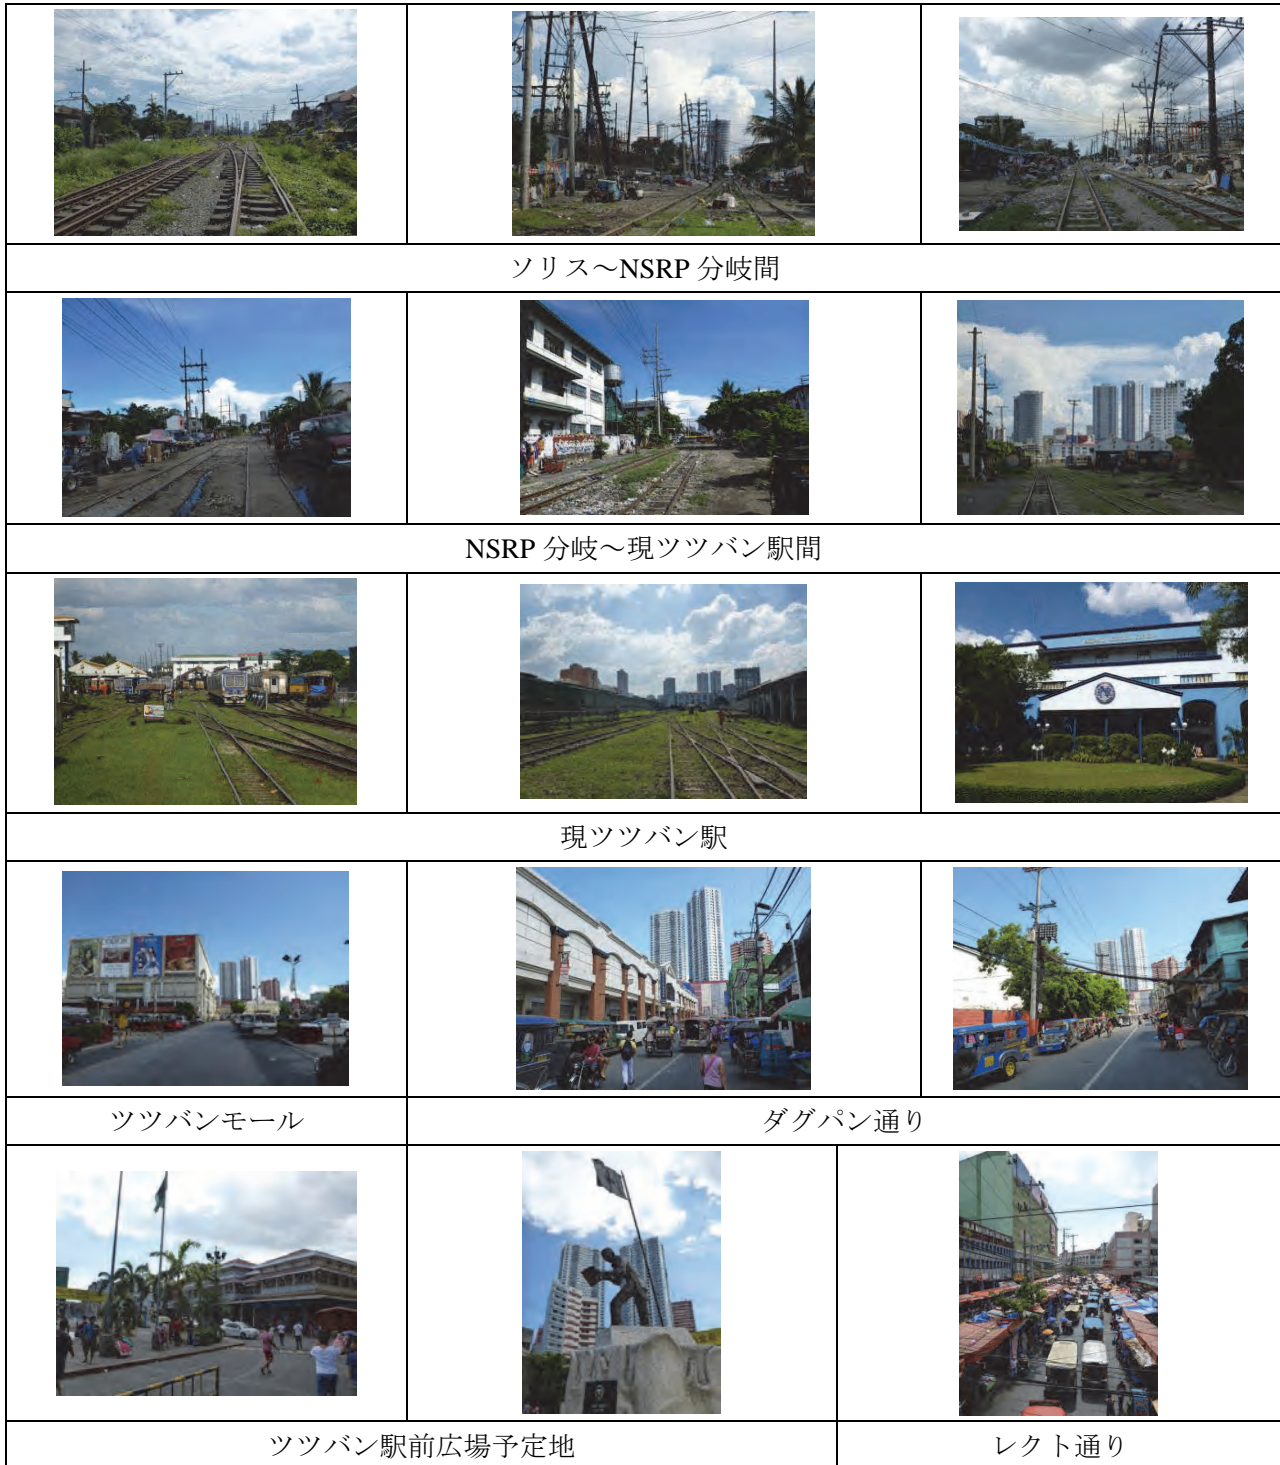 ソリス～NSRP 分岐間
NSRP 分岐～現ツツバン駅間
現ツツバン駅
ツツバンモール
ダグパン通り
ツツバン駅前広場予定地
レクト通り